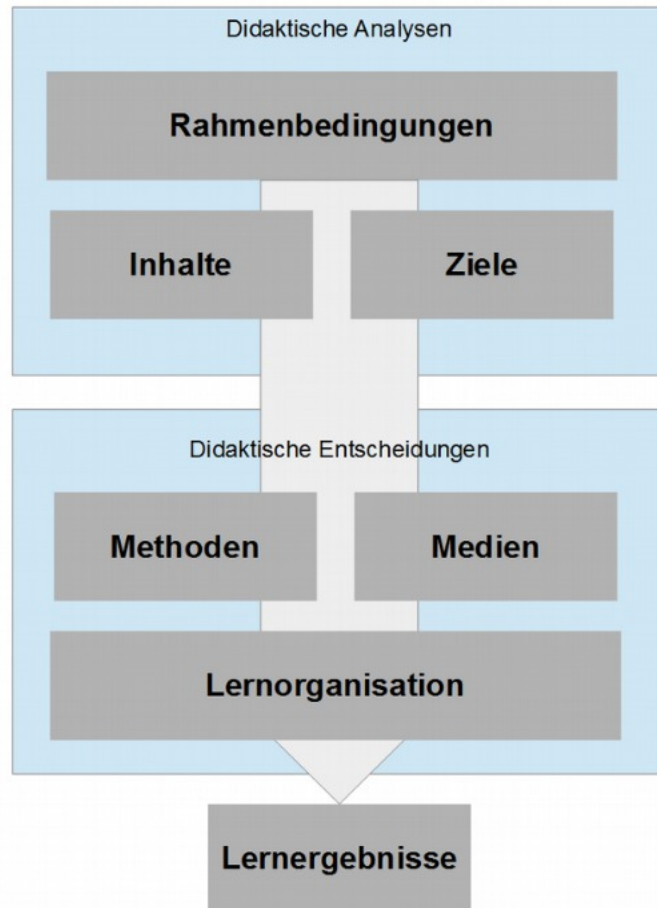 Didaktische Analysen
Rahmenbedingungen
Inhalte
Ziele
Didaktische Entscheidungen
Methoden
Medien
Lernorganisation
Lernergebnisse